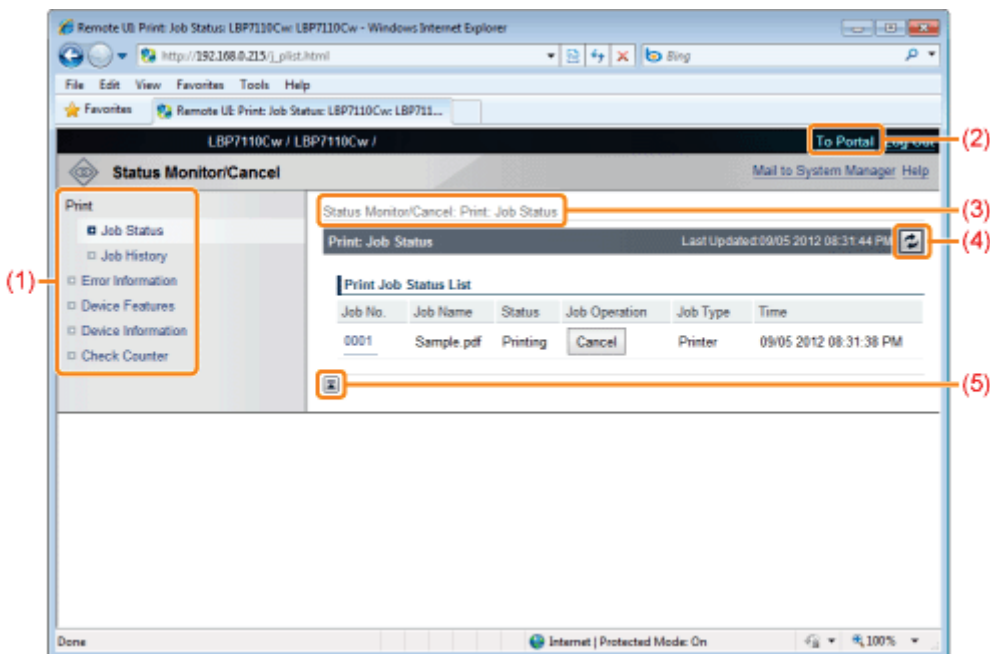 Remote UI: Print: Job Status: LBP7110Cw: LBP7110Cw - Windows Internet Explorer
http://192.168.0.215/j_plist.html
Bing
File Edit View Favorites Tools Help
Favorites Remote UI: Print: Job Status: LBP7110Cw: LBP711...
LBP7110Cw / LBP7110Cw /
To Portal Log Out
(2)
Status Monitor/Cancel
Mail to System Manager Help
(1)
Print
Job Status
Job History
Error Information
Device Features
Device Information
Check Counter
Status Monitor/Cancel: Print: Job Status
(3)
Print: Job Status
Last Updated:09/05 2012 08:31:44 PM
(4)
Print Job Status List
Job No. Job Name Status Job Operation Job Type Time
0001 Sample.pdf Printing Cancel Printer 09/05 2012 08:31:38 PM
(5)
Done
Internet | Protected Mode: On
100%